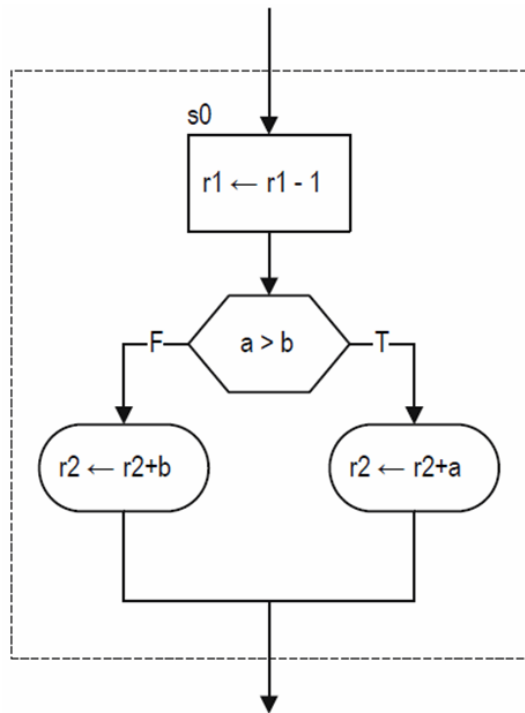 s0
r1 ← r1 - 1
a > b
F
T
r2 ← r2+b
r2 ← r2+a